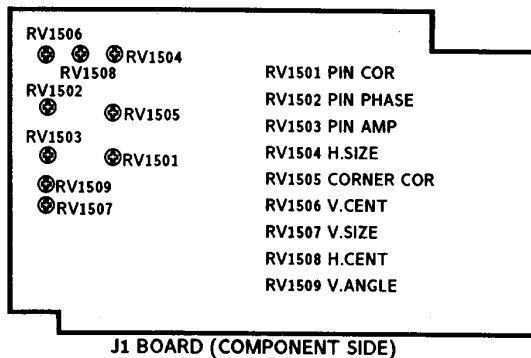 RV1506
RV1504
RV1508
RV1502
RV1505
RV1503
RV1501
RV1509
RV1507
RV1501 PIN COR
RV1502 PIN PHASE
RV1503 PIN AMP
RV1504 H.SIZE
RV1505 CORNER COR
RV1506 V.CENT
RV1507 V.SIZE
RV1508 H.CENT
RV1509 V.ANGLE
J1 BOARD (COMPONENT SIDE)